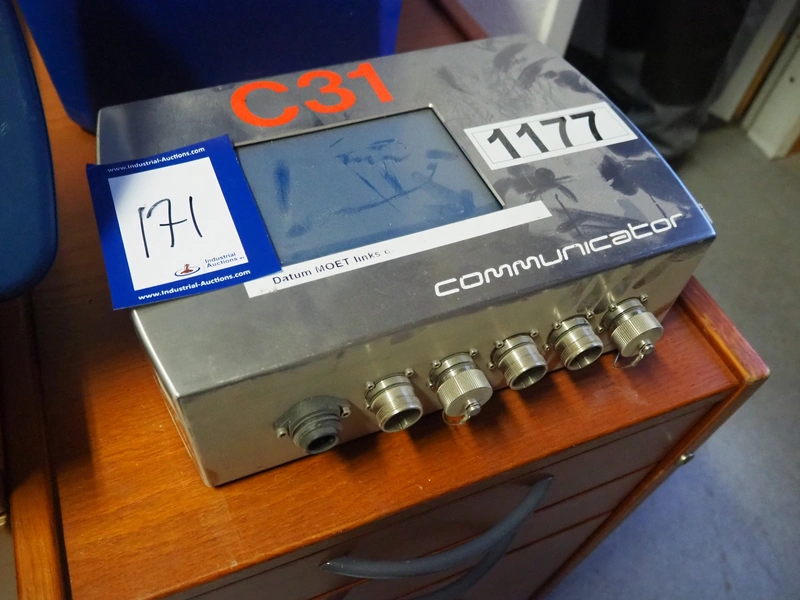 C31
1177
www.Industrial-Auctions.com
171
Industrial
Auctions
www.Industrial-Auctions.com
Datum MOET links
communicator